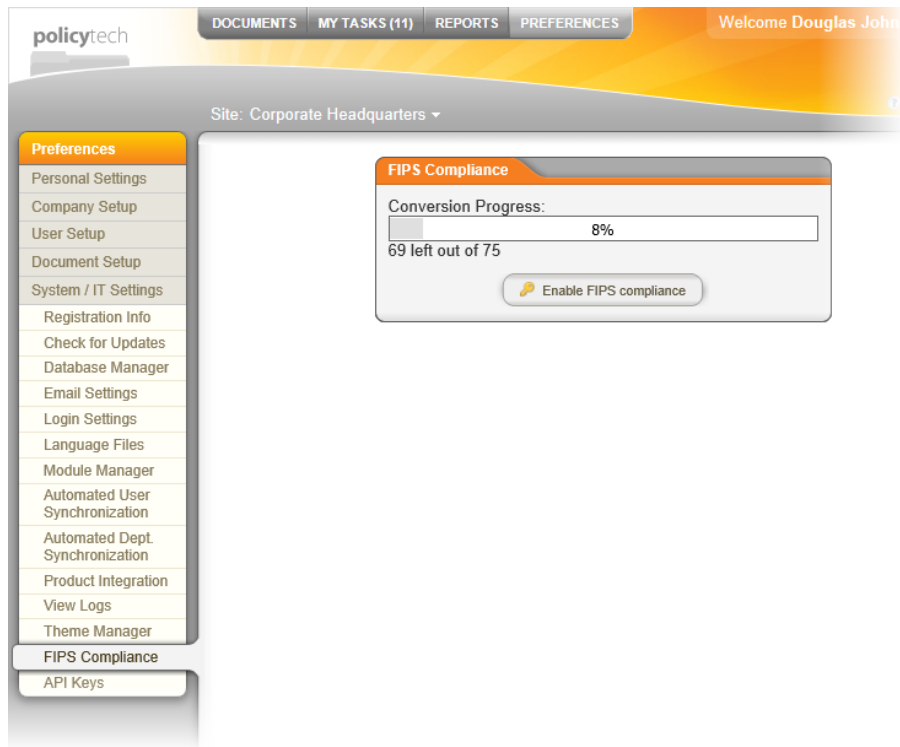 policytech
DOCUMENTS MY TASKS (11) REPORTS PREFERENCES
Welcome Douglas John
Site: Corporate Headquarters
Preferences
Personal Settings
Company Setup
User Setup
Document Setup
System / IT Settings
Registration Info
Check for Updates
Database Manager
Email Settings
Login Settings
Language Files
Module Manager
Automated User
Synchronization
Automated Dept.
Synchronization
Product Integration
View Logs
Theme Manager
FIPS Compliance
API Keys
FIPS Compliance
Conversion Progress:
8%
69 left out of 75
Enable FIPS compliance